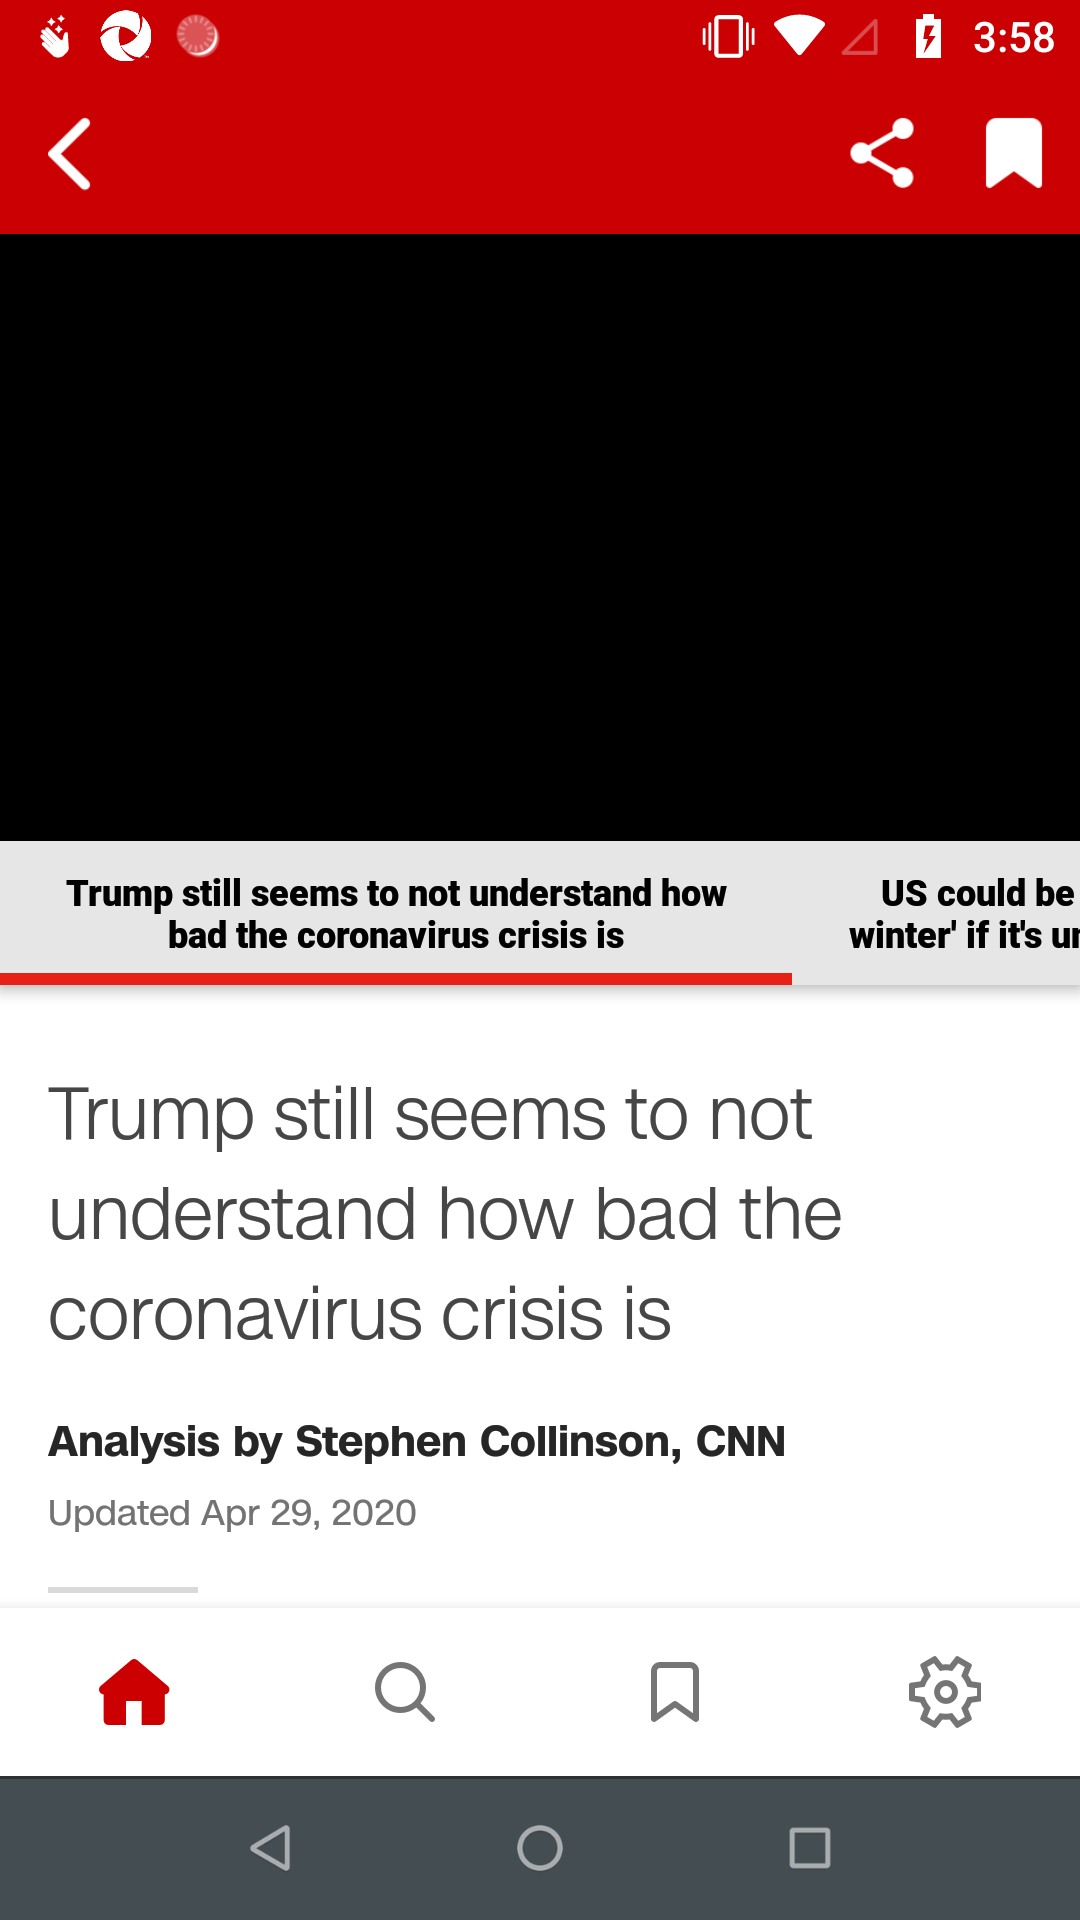 3:58
Trump still seems to not understand how
bad the coronavirus crisis is
US could be
winter' if it's
Trump still seems to not
understand how bad the
coronavirus crisis is
Analysis by Stephen Collinson, CNN
Updated Apr 29, 2020